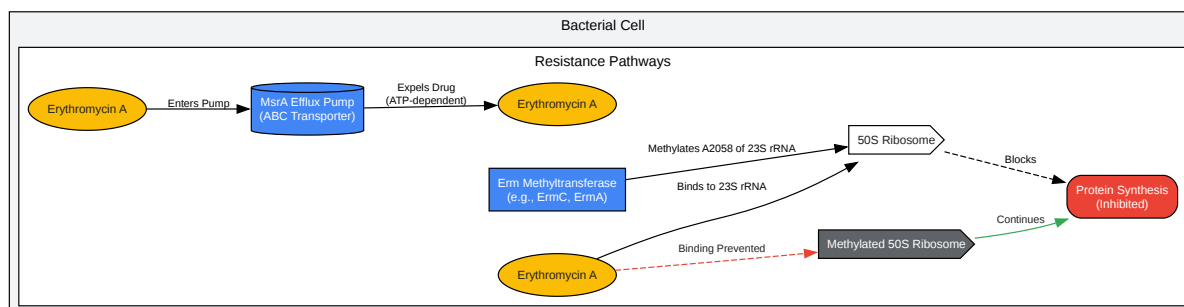 Bacterial Cell
Resistance Pathways
Erythromycin A
Enters Pump
MsrA Efflux Pump
(ABC Transporter)
Expels Drug
(ATP-dependent)
Erythromycin A
Erm Methyltransferase
(e.g., ErmC, ErmA)
Methylates A2058 of 23S rRNA
Binds to 23S rRNA
50S Ribosome
Blocks
Protein Synthesis
(Inhibited)
Erythromycin A
Binding Prevented
Methylated 50S Ribosome
Continues